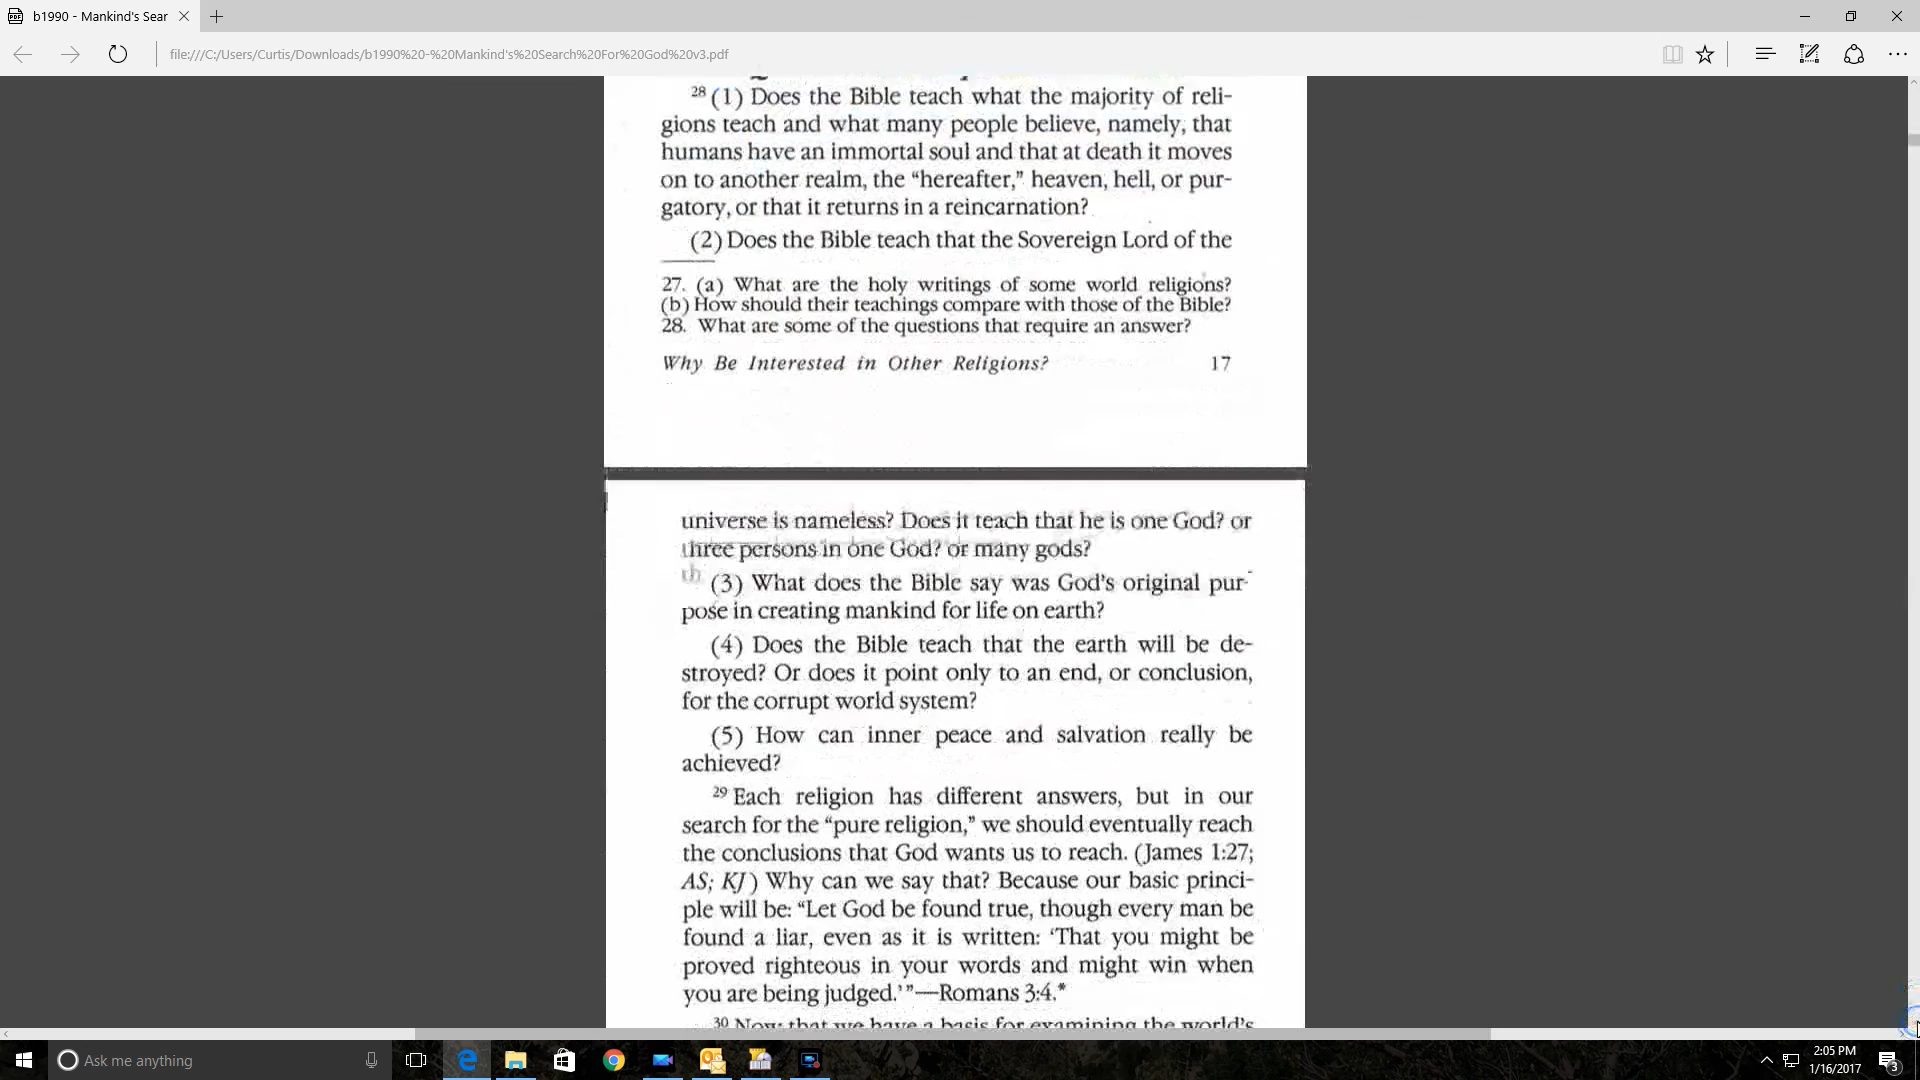 b1990 - Mankind's Sear
file:///C:/Users/Curtis/Downloads/b1990%20-%20Mankind's%20Search%20For%20God%20v3.pdf
28 (1) Does the Bible teach what the majority of reli-
gions teach and what many people believe, namely, that
humans have an immortal soul and that at death it moves
on to another realm, the “hereafter,” heaven, hell, or pur-
gatory, or that it returns in a reincarnation?
(2) Does the Bible teach that the Sovereign Lord of the
27. (a) What are the holy writings of some world religions?
(b) How should their teachings compare with those of the Bible?
28. What are some of the questions that require an answer?
Why Be Interested in Other Religions? 17
universe is nameless? Does it teach that he is one God? or
three persons in one God? or many gods?
th
(3) What does the Bible say was God's original pur-
pose in creating mankind for life on earth?
(4) Does the Bible teach that the earth will be de-
stroyed? Or does it point only to an end, or conclusion,
for the corrupt world system?
(5) How can inner peace and salvation really be
achieved?
29 Each religion has different answers, but in our
search for the “pure religion,” we should eventually reach
the conclusions that God wants us to reach. (James 1:27;
AS; KJ) Why can we say that? Because our basic princi-
ple will be: “Let God be found true, though every man be
found a liar, even as it is written: ‘That you might be
proved righteous in your words and might win when
you are being judged.’”—Romans 3:4.*
30 Now that we have a basis for examining the world's
Ask me anything
2:05 PM
1/16/2017
3